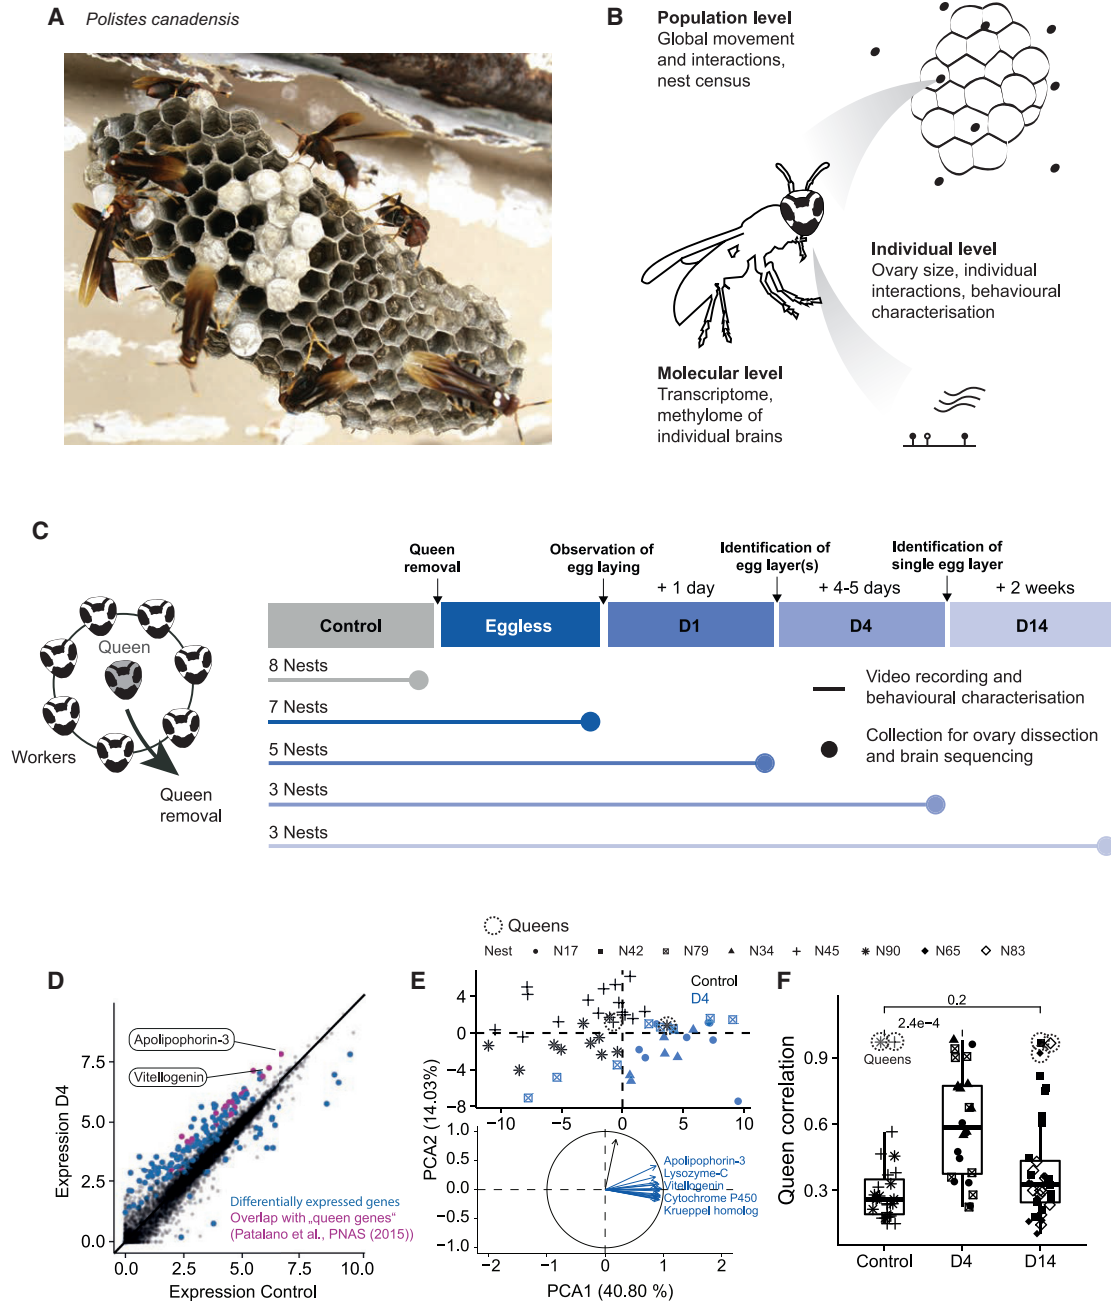 A Polistes canadensis
B
Population level
Global movement
and interactions,
nest census
Individual level
Ovary size, individual
interactions, behavioural
characterisation
Molecular level
Transcriptome,
methylome of
individual brains
C
Queen
removal
Observation of
egg laying
Identification of
egg layer(s)
Identification of
single egg layer
+ 1 day
+ 4-5 days
+ 2 weeks
Control
Eggless
D1
D4
D14
Queen
Workers
Queen
removal
8 Nests
7 Nests
5 Nests
3 Nests
3 Nests
Video recording and
behavioural characterisation
Collection for ovary dissection
and brain sequencing
Queens
Nest N17 N42 N79 N34 N45 N90 N65 N83
D
Expression D4
7.5
5.0
2.5
0.0
Apolipophorin-3
Vitellogenin
Differentially expressed genes
Overlap with „queen genes“
(Patalano et al., PNAS (2015))
0.0 2.5 5.0 7.5 10.0
Expression Control
E
PCA2 (14.03%)
4
0
−4
−8
Control
D4
−10 −5 0 5 10
1.0
0.5
0.0
−0.5
−1.0
Apolipophorin-3
Lysozyme-C
Vitellogenin
Cytochrome P450
Krueppel homolog
−2 −1 0 1 2
PCA1 (40.80 %)
F
Queen correlation
0.9
0.6
0.3
0.2
2.4e−4
Queens
Control D4 D14